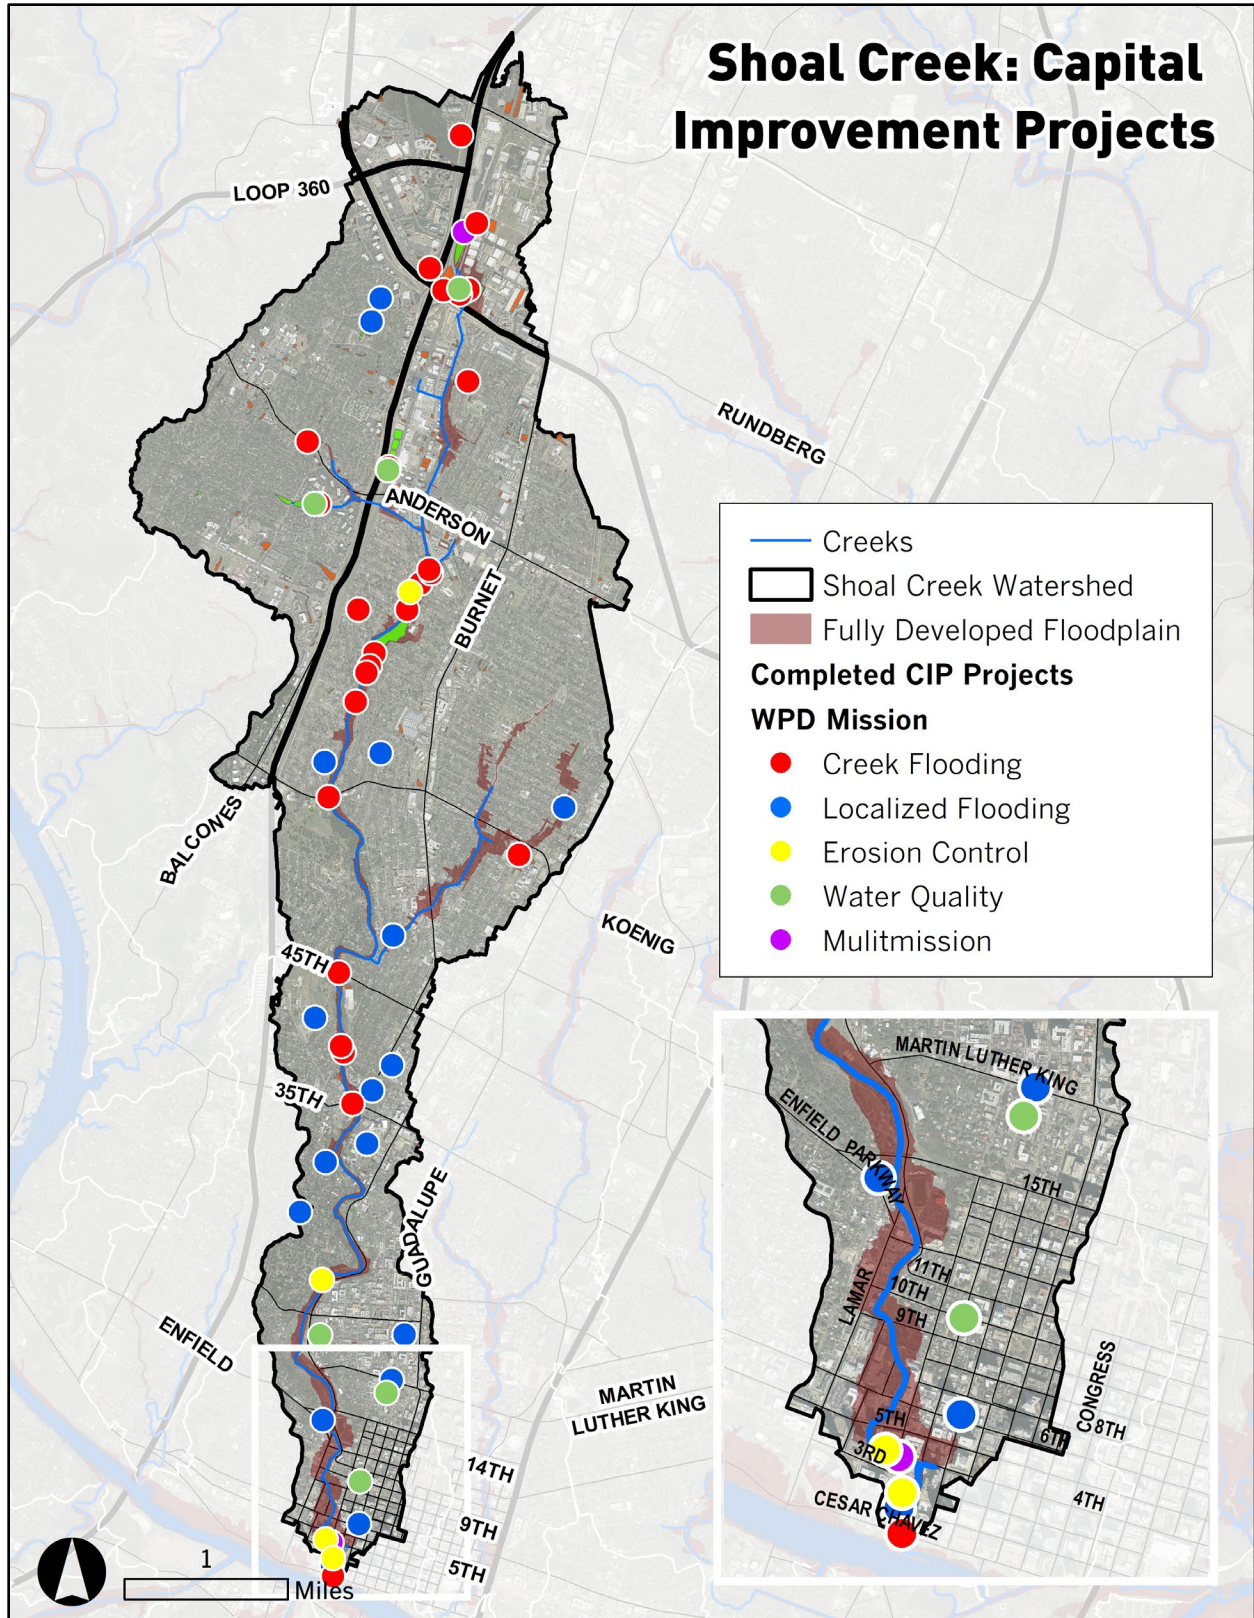 Shoal Creek: Capital
Improvement Projects
LOOP 360
RUNDBERG
ANDERSON
BURNET
Creeks
Shoal Creek Watershed
Fully Developed Floodplain
Completed CIP Projects
WPD Mission
Creek Flooding
Localized Flooding
Erosion Control
Water Quality
Mulitmission
BALCONES
KOENIG
45TH
35TH
GUADALUPE
ENFIELD
MARTIN
LUTHER KING
14TH
9TH
5TH
1
Miles
MARTIN LUTHER KING
ENFIELD PARKWAY
15TH
LAMAR
11TH
10TH
9TH
CONGRESS
5TH
6TH
8TH
3RD
4TH
CESAR CHAVEZ